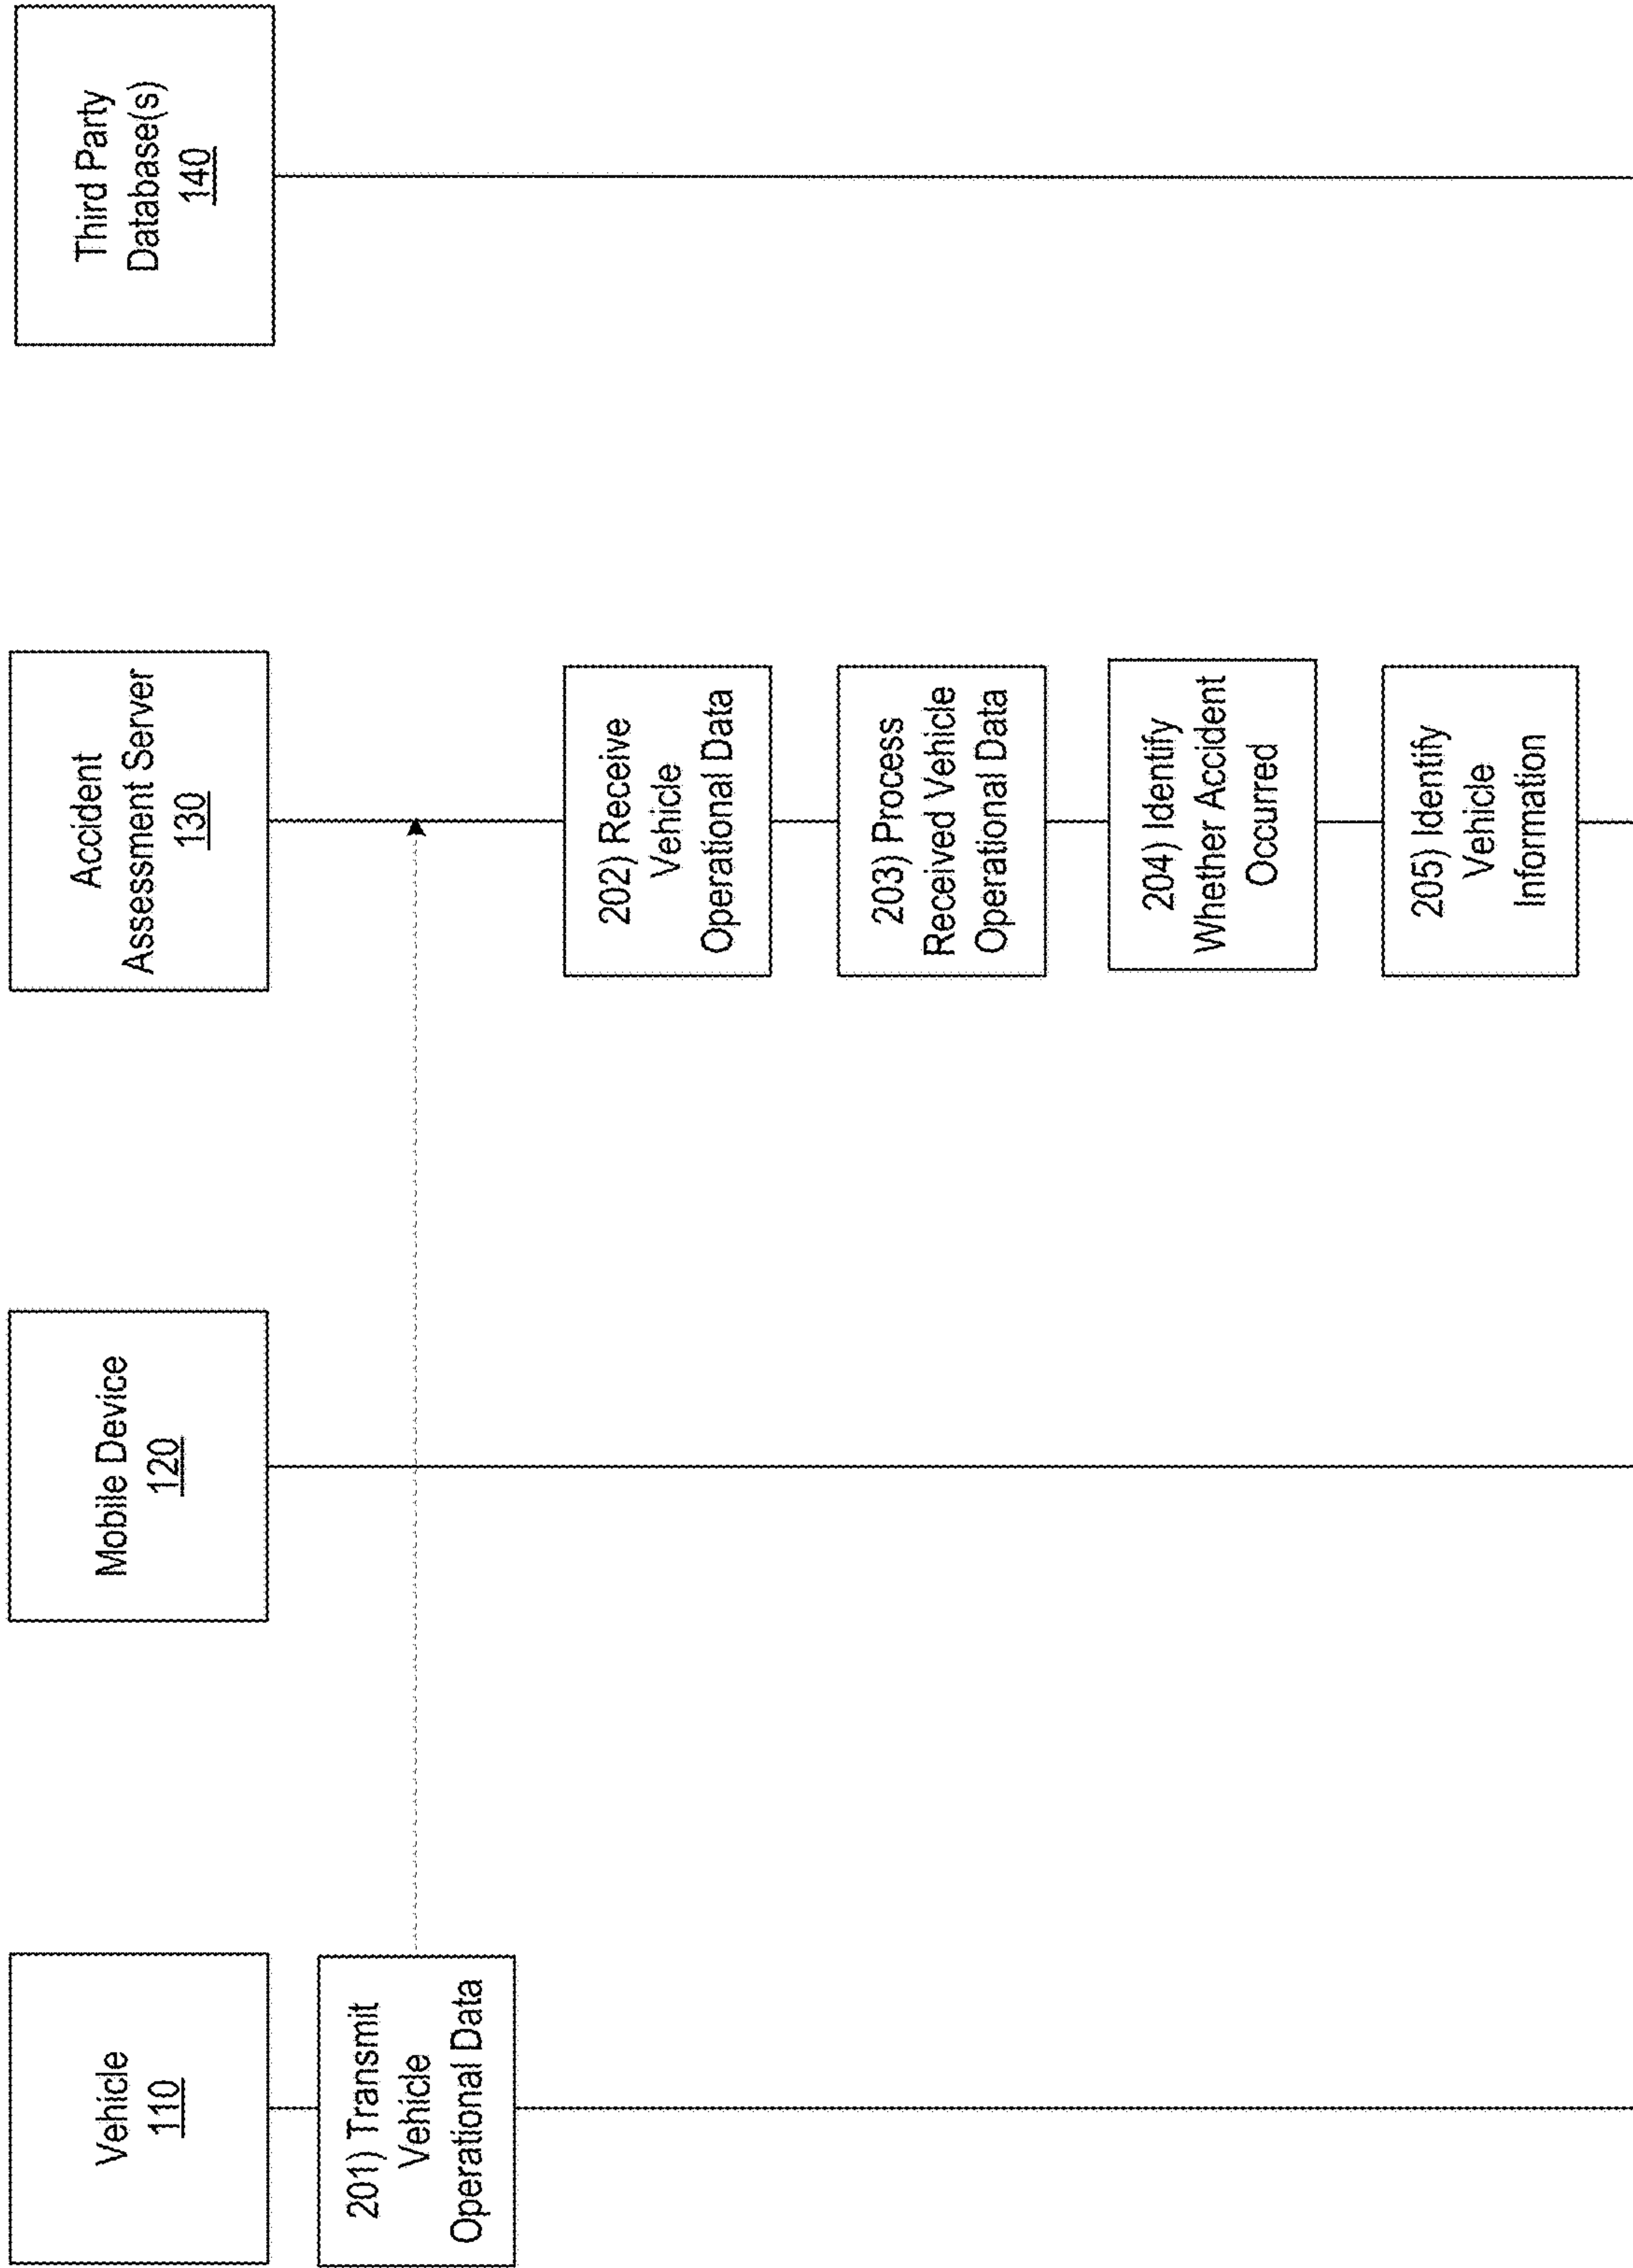 Vehicle
110
Mobile Device
120
Accident
Assessment Server
130
Third Party
Database(s)
140
201) Transmit
Vehicle
Operational Data
202) Receive
Vehicle
Operational Data
203) Process
Received Vehicle
Operational Data
204) Identify
Whether Accident
Occurred
205) Identify
Vehicle
Information